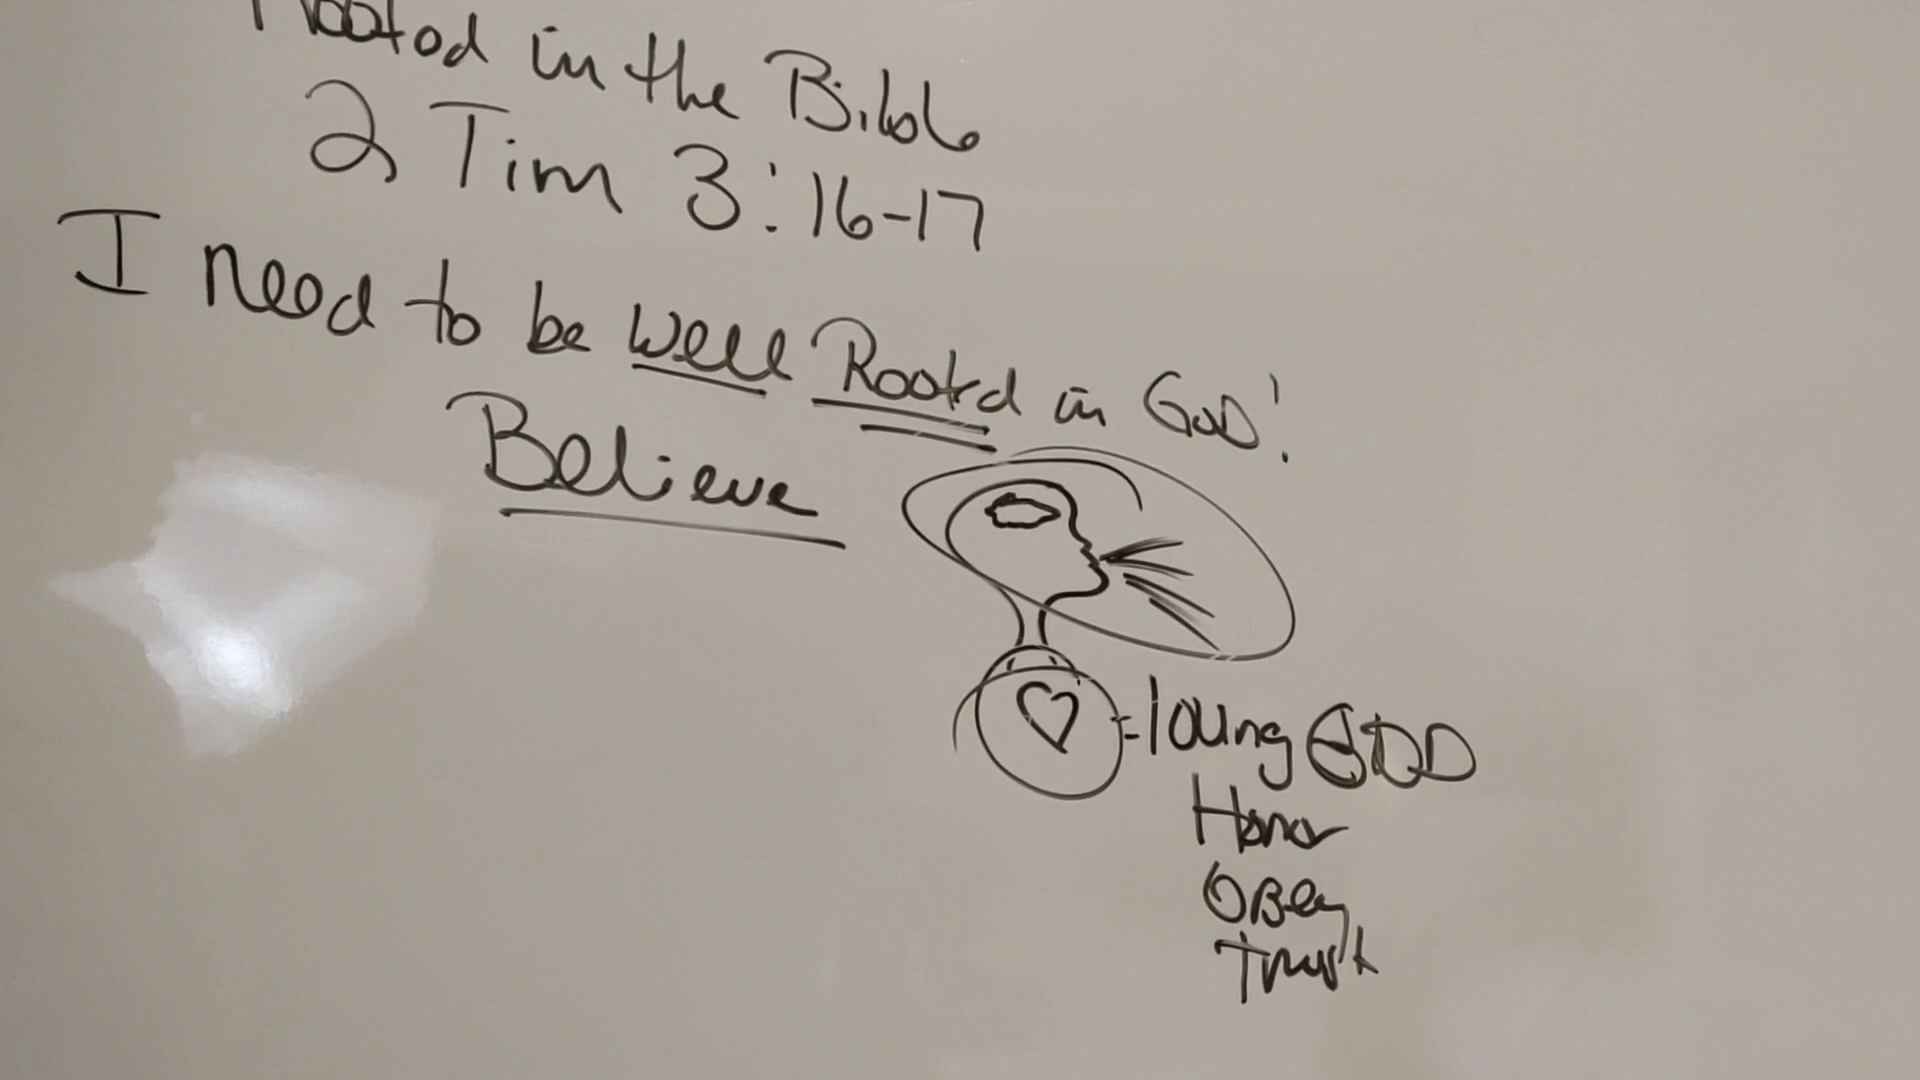 Rooted in the Bible
2 Tim 3:16-17
I need to be well Rooted in GOD!
Believe
= loving GOD
Honor
Obey
Trust